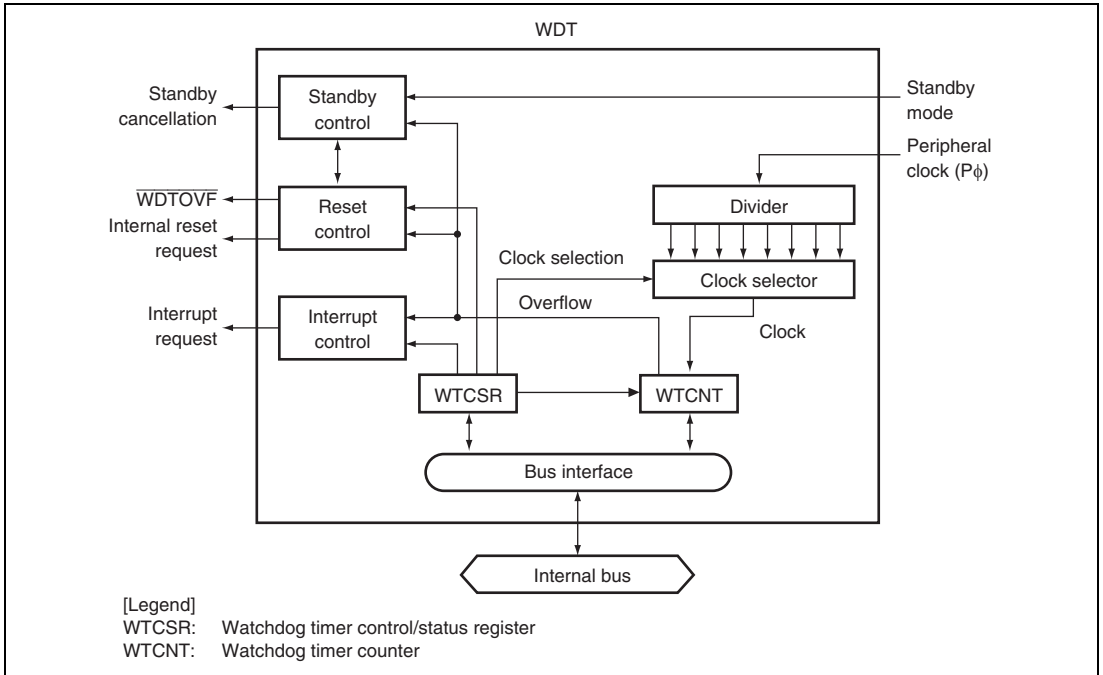 WDT
Standby
cancellation
Standby
control
Standby
mode
Peripheral
clock (Pϕ)
WDTOVF
Internal reset
request
Reset
control
Divider
Clock selection
Clock selector
Overflow
Clock
Interrupt
request
Interrupt
control
WTCSR
WTCNT
Bus interface
Internal bus
[Legend]
WTCSR: Watchdog timer control/status register
WTCNT: Watchdog timer counter